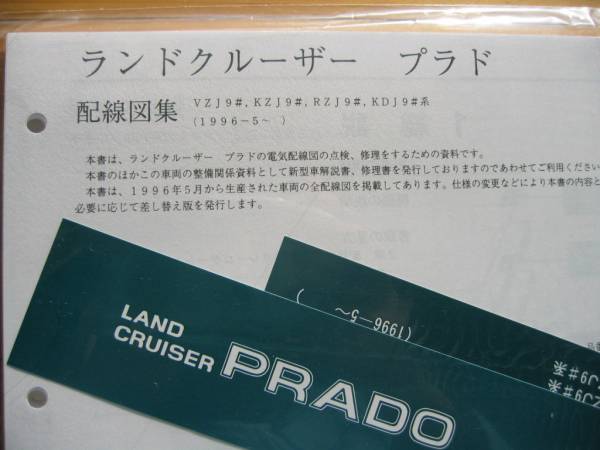 ランドクルーザー　プラド
配線図集
ＶＺＪ９＃，ＫＺＪ９＃，ＲＺＪ９＃，ＫＤＪ９＃系
（１９９６－５～　）
本書は、ランドクルーザー　プラドの電気配線図の点検、修理をするための資料です。
本書のほかこの車両の整備関係資料として新型車解説書、修理書を発行しておりますのであわせてご利用ください
本書は、１９９６年５月から生産された車両の全配線図を掲載してあります。仕様の変更などにより本書の内容と
必要に応じて差し替え版を発行します。
（1996－5～　）
LAND
CRUISER
PRADO
J9＃系
ZJ9＃系